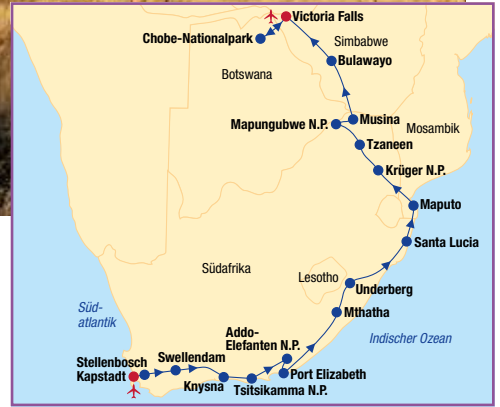 Victoria Falls
Chobe-Nationalpark
Simbabwe
Bulawayo
Botswana
Musina
Mapungubwe N.P.
Mosambik
Tzaneen
Krüger N.P.
Maputo
Santa Lucia
Südafrika
Lesotho
Underberg
Süd-
atlantik
Mthatha
Addo-
Elefanten N.P.
Indischer Ozean
Swellendam
Stellenbosch
Kapstadt
Port Elizabeth
Knysna
Tsitsikamma N.P.